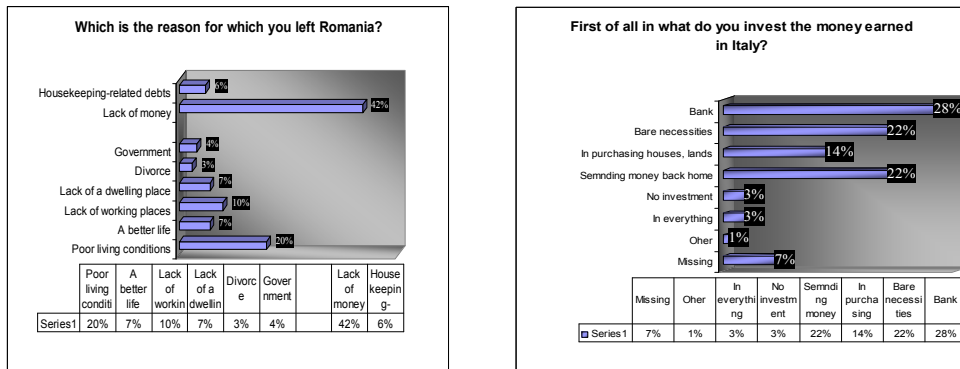 Which is the reason for which you left Romania?
Housekeeping-related debts
6%
Lack of money
42%
Government
4%
Divorce
3%
Lack of a dwelling place
7%
Lack of working places
10%
A better life
7%
Poor living conditions
20%
Poor living conditi
A better life
Lack of workin
Lack of a dwellin
Divorc e
Gover nment
Lack of money
House keepin g-
Series1 20% 7% 10% 7% 3% 4% 42% 6%
First of all in what do you invest the money earned
in Italy?
Bank
28%
Bare necessities
22%
In purchasing houses, lands
14%
Semnding money back home
22%
No investment
3%
In everything
3%
Oher
1%
Missing
7%
Missing
Oher
In everythi ng
No investm ent
Semndi ng money
In purcha sing
Bare necessi ties
Bank
Series1 7% 1% 3% 3% 22% 14% 22% 28%